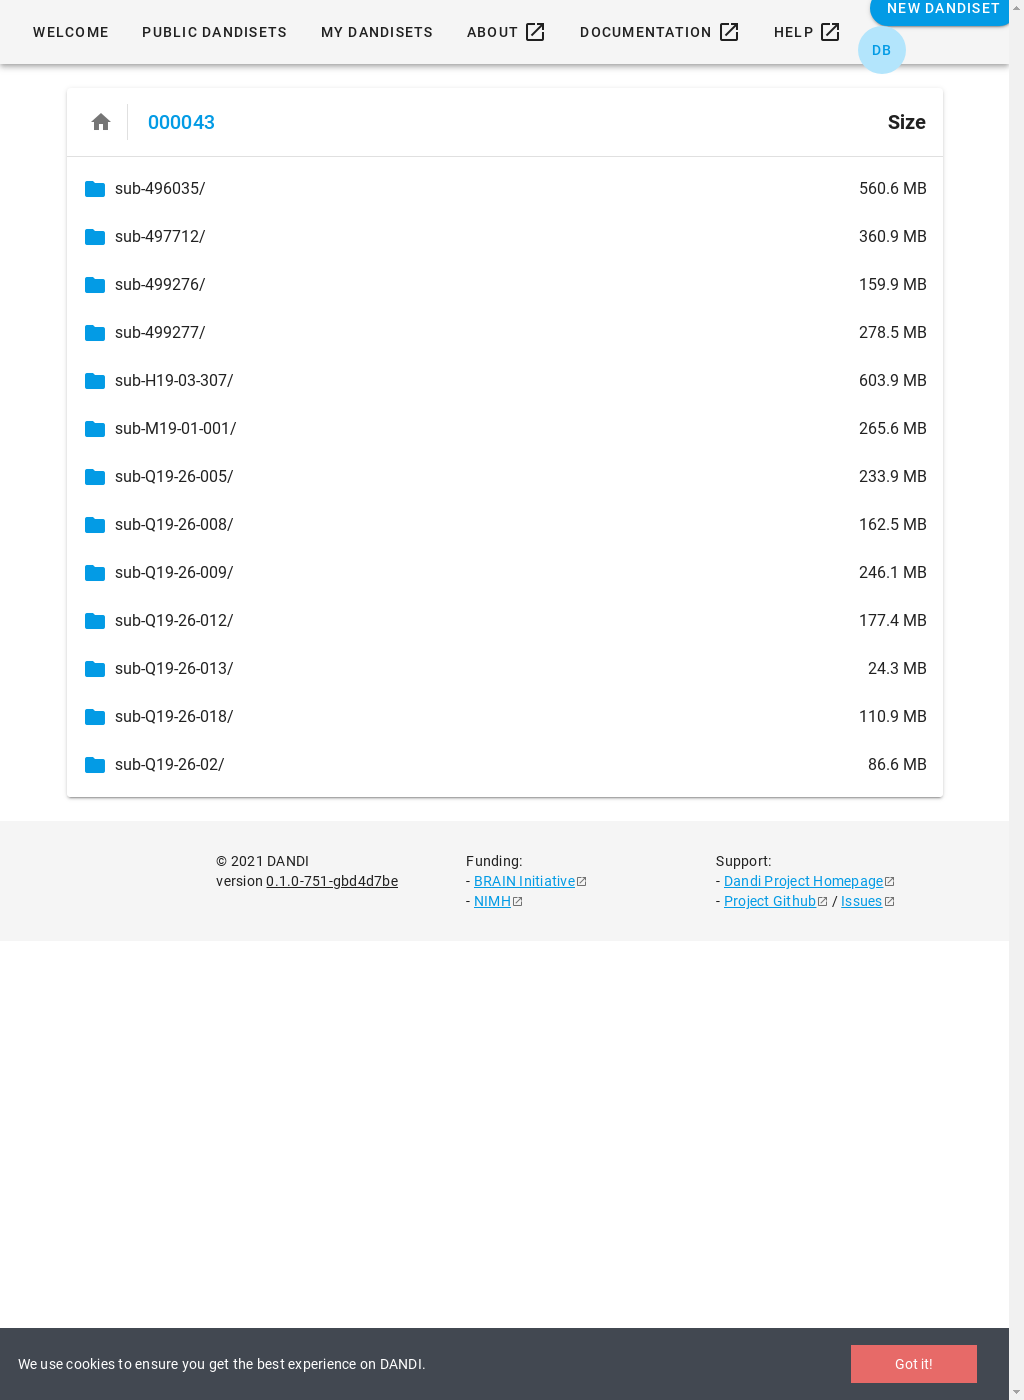 NEW DANDISET
WELCOME PUBLIC DANDISETS MY DANDISETS ABOUT DOCUMENTATION HELP
DB
000043 Size
sub-496035/ 560.6 MB
sub-497712/ 360.9 MB
sub-499276/ 159.9 MB
sub-499277/ 278.5 MB
sub-H19-03-307/ 603.9 MB
sub-M19-01-001/ 265.6 MB
sub-Q19-26-005/ 233.9 MB
sub-Q19-26-008/ 162.5 MB
sub-Q19-26-009/ 246.1 MB
sub-Q19-26-012/ 177.4 MB
sub-Q19-26-013/ 24.3 MB
sub-Q19-26-018/ 110.9 MB
sub-Q19-26-02/ 86.6 MB
© 2021 DANDI
version 0.1.0-751-gbd4d7be
Funding:
- BRAIN Initiative
- NIMH
Support:
- Dandi Project Homepage
- Project Github / Issues
We use cookies to ensure you get the best experience on DANDI. Got it!